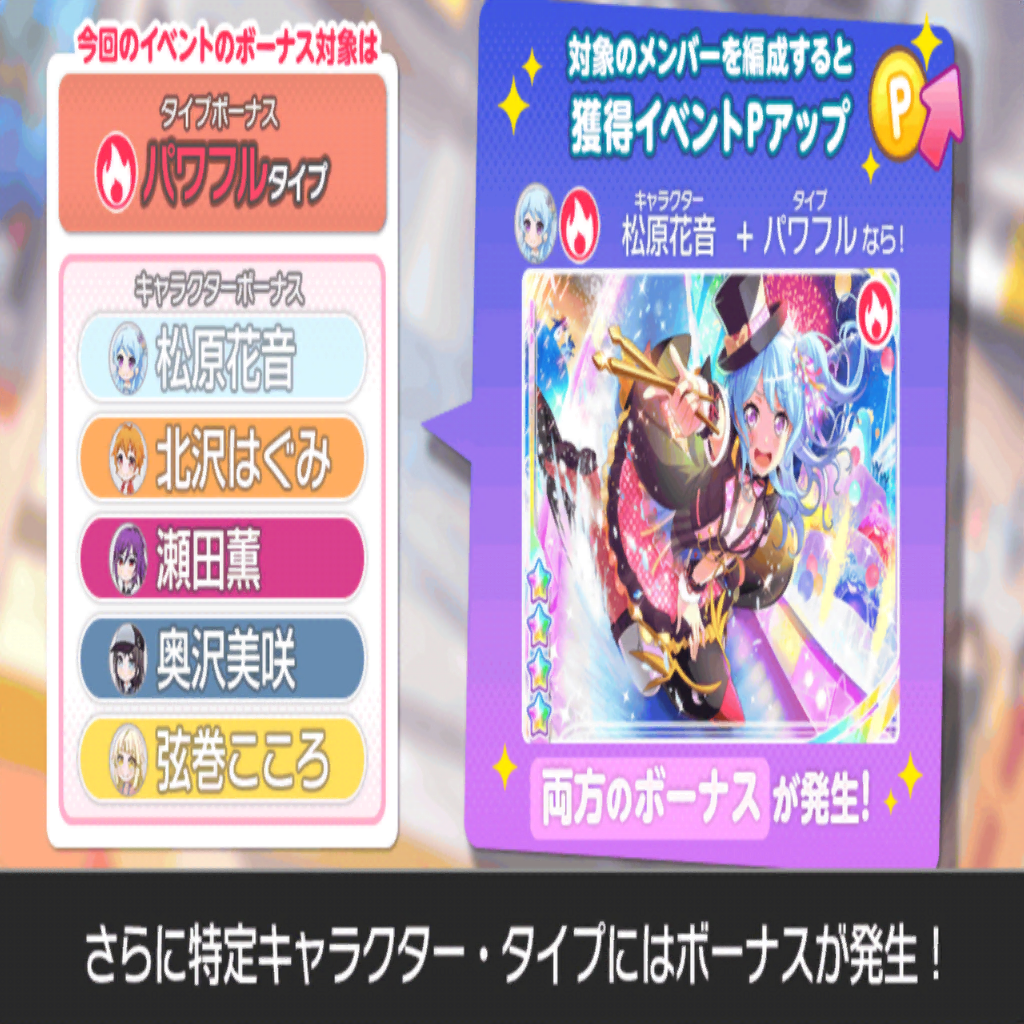 今回のイベントのボーナス対象は
タイプボーナス
パワフルタイプ
キャラクターボーナス
松原花音
北沢はぐみ
瀬田薫
奥沢美咲
弦巻こころ
対象のメンバーを編成すると
獲得イベントPアップ
P
キャラクター タイプ
松原花音 + パワフルなら!
両方のボーナスが発生!
さらに特定キャラクター・タイプにはボーナスが発生！